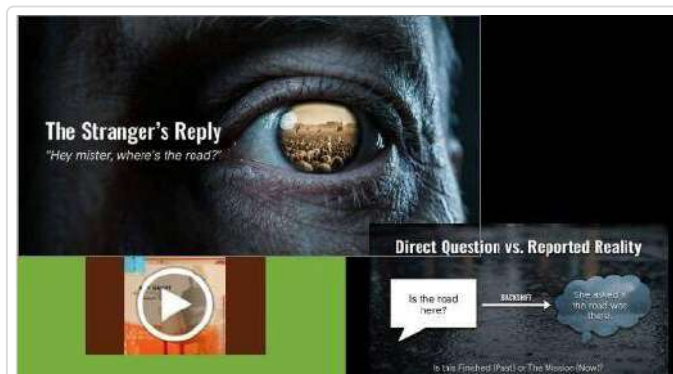 The Stranger's Reply
"Hey mister, where's the road?"
Direct Question vs. Reported Reality
Is the road
here?
BACKSHIFT
She asked if
the road was
there.
Is this Finished (Past) or The Mission (Now)?